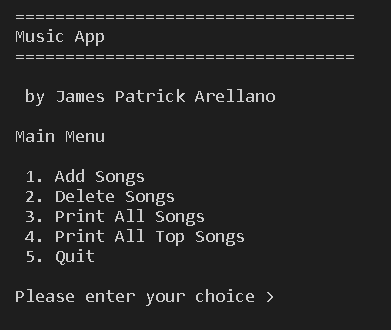 ==================================
Music App
==================================
by James Patrick Arellano
Main Menu
1. Add Songs
2. Delete Songs
3. Print All Songs
4. Print All Top Songs
5. Quit
Please enter your choice >